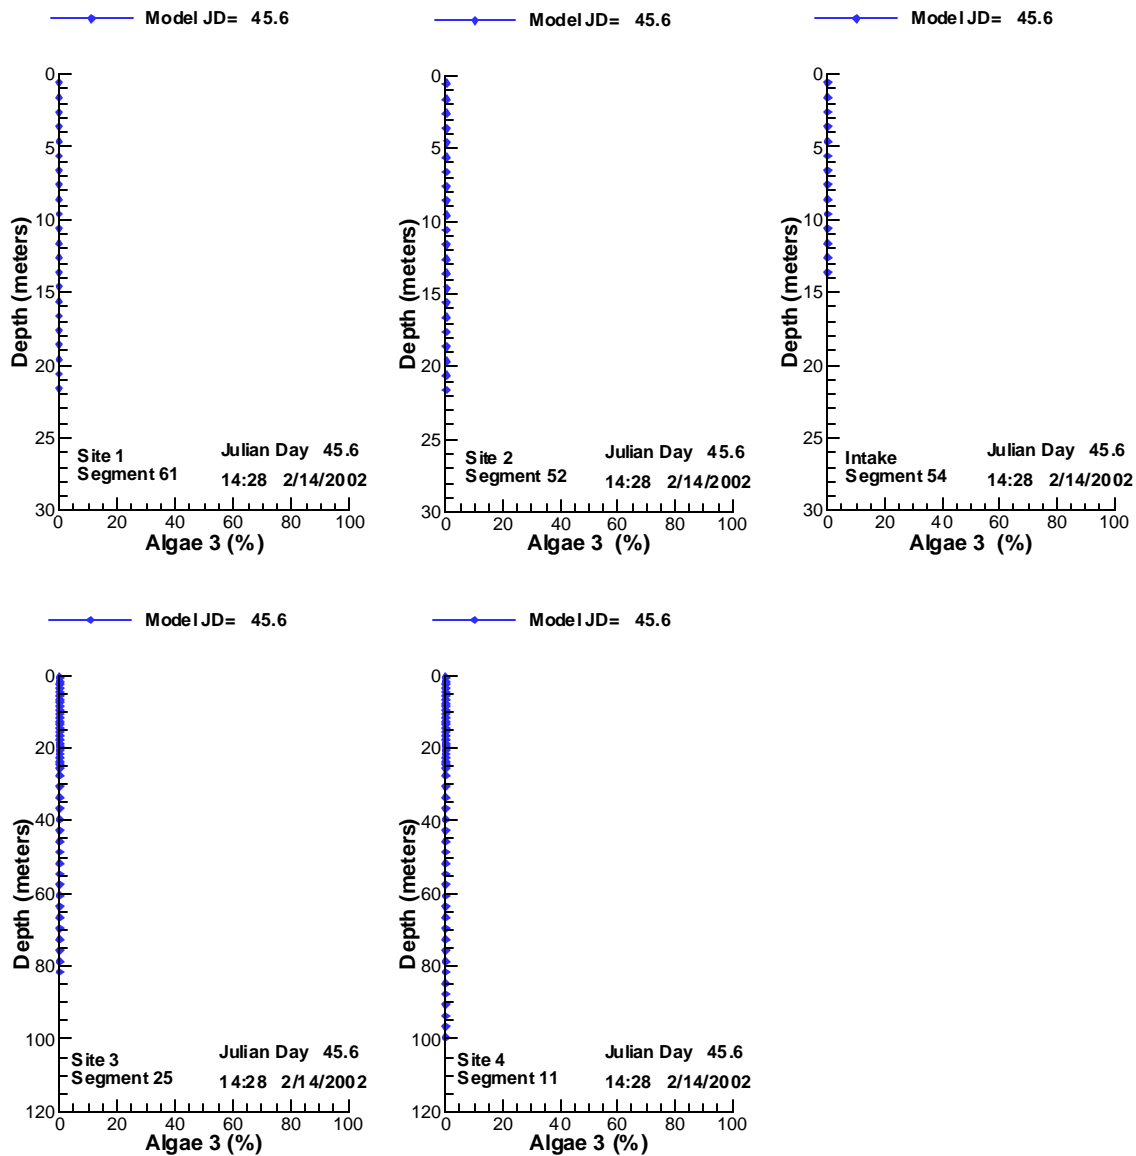 Model JD= 45.6
0
5
10
15
20
25
30
Depth (meters)
Site 1
Segment 61
Julian Day 45.6
14:28 2/14/2002
0 20 40 60 80 100
Algae 3 (%)
Model JD= 45.6
0
5
10
15
20
25
30
Depth (meters)
Site 2
Segment 52
Julian Day 45.6
14:28 2/14/2002
0 20 40 60 80 100
Algae 3 (%)
Model JD= 45.6
0
5
10
15
20
25
30
Depth (meters)
Intake
Segment 54
Julian Day 45.6
14:28 2/14/2002
0 20 40 60 80 100
Algae 3 (%)
Model JD= 45.6
0
20
40
60
80
100
120
Depth (meters)
Site 3
Segment 25
Julian Day 45.6
14:28 2/14/2002
0 20 40 60 80 100
Algae 3 (%)
Model JD= 45.6
0
20
40
60
80
100
120
Depth (meters)
Site 4
Segment 11
Julian Day 45.6
14:28 2/14/2002
0 20 40 60 80 100
Algae 3 (%)